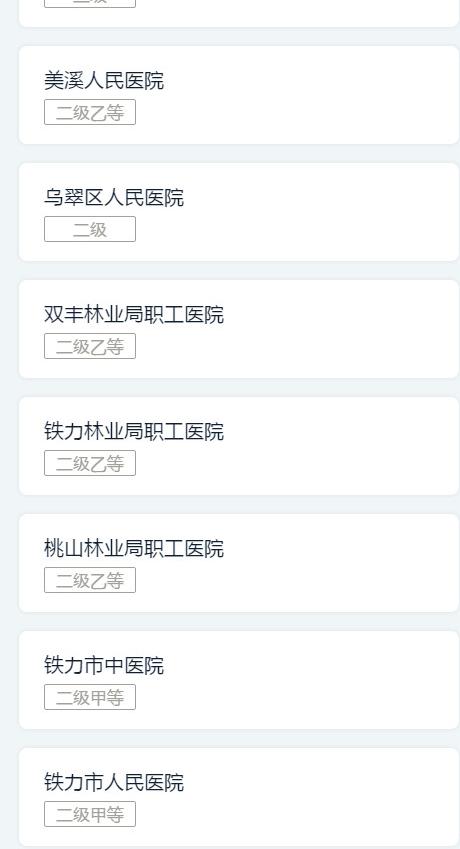 美溪人民医院
二级乙等
乌翠区人民医院
二级
双丰林业局职工医院
二级乙等
铁力林业局职工医院
二级乙等
桃山林业局职工医院
二级乙等
铁力市中医院
二级甲等
铁力市人民医院
二级甲等